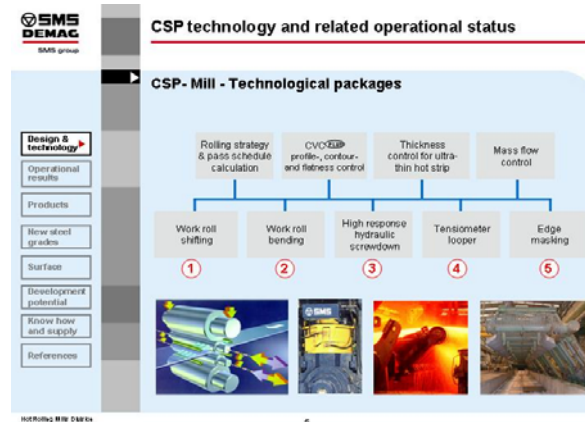 SMS
DEMAG
SMS group
CSP technology and related operational status
CSP- Mill - Technological packages
Design &
technology
Operational
results
Products
New steel
grades
Surface
Development
potential
Know how
and supply
References
Rolling strategy
& pass schedule
calculation
CVC plus
profile-, contour-
and flatness control
Thickness
control for ultra-
thin hot strip
Mass flow
control
Work roll
shifting
Work roll
bending
High response
hydraulic
screwdown
Tensiometer
looper
Edge
masking
1
2
3
4
5
SMS
Hot Rolling Mills Division